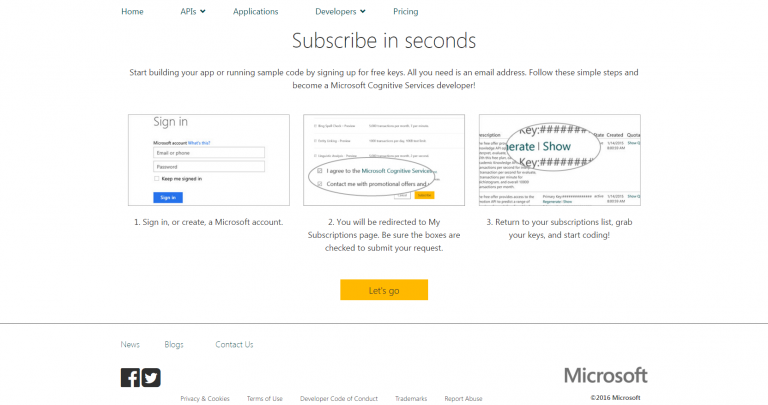 Home APIs Applications Developers Pricing
Subscribe in seconds
Start building your app or running sample code by signing up for free keys. All you need is an email address. Follow these simple steps and
become a Microsoft Cognitive Services developer!
Sign in
Microsoft account What's this?
Email or phone
Password
Keep me signed in
Sign in
1. Sign in, or create, a Microsoft account.
I agree to the Microsoft Cognitive Services
Contact me with promotional offers and
2. You will be redirected to My
Subscriptions page. Be sure the boxes are
checked to submit your request.
Key:########
erate | Show
Key:########
Created Quota
Regenerate | Show
3. Return to your subscriptions list, grab
your keys, and start coding!
Let's go
News Blogs Contact Us
Microsoft
Privacy & Cookies Terms of Use Developer Code of Conduct Trademarks Report Abuse ©2016 Microsoft